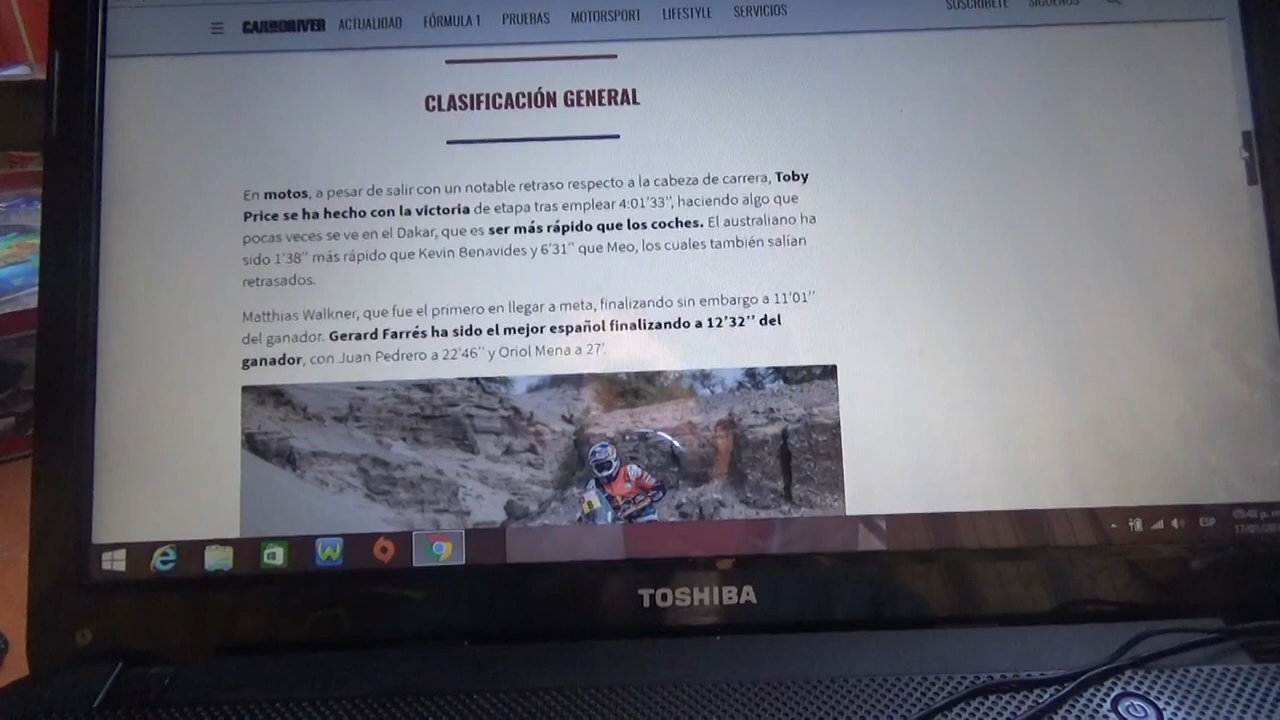 CARANDDRIVER ACTUALIDAD FÓRMULA 1 PRUEBAS MOTORSPORT LIFESTYLE SERVICIOS SUSCRÍBETE SÍGUENOS
CLASIFICACIÓN GENERAL
En motos, a pesar de salir con un notable retraso respecto a la cabeza de carrera, Toby
Price se ha hecho con la victoria de etapa tras emplear 4:01'33'', haciendo algo que
pocas veces se ve en el Dakar, que es ser más rápido que los coches. El australiano ha
sido 1'38'' más rápido que Kevin Benavides y 6'31'' que Meo, los cuales también salían
retrasados.
Matthias Walkner, que fue el primero en llegar a meta, finalizando sin embargo a 11'01''
del ganador. Gerard Farrés ha sido el mejor español finalizando a 12'32'' del
ganador, con Juan Pedrero a 22'46'' y Oriol Mena a 27'.
8
ESP
TOSHIBA